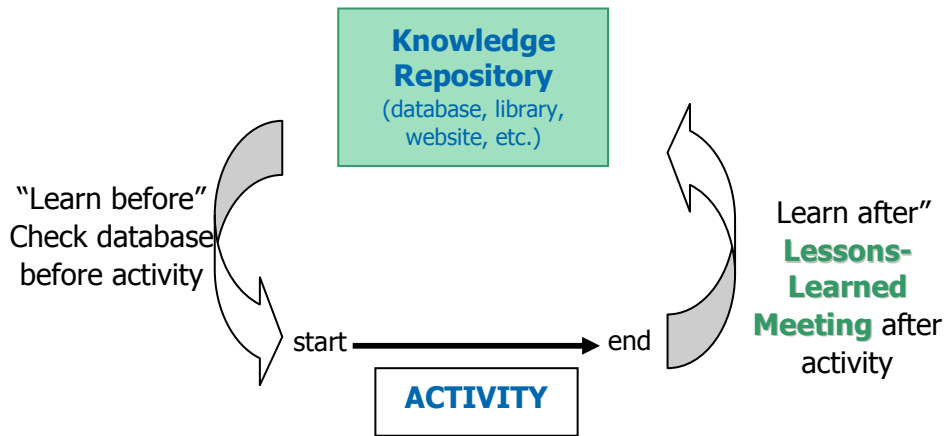 Knowledge
Repository
(database, library,
website, etc.)
“Learn before”
Check database
before activity
Learn after”
Lessons-
Learned
Meeting after
activity
start
end
ACTIVITY